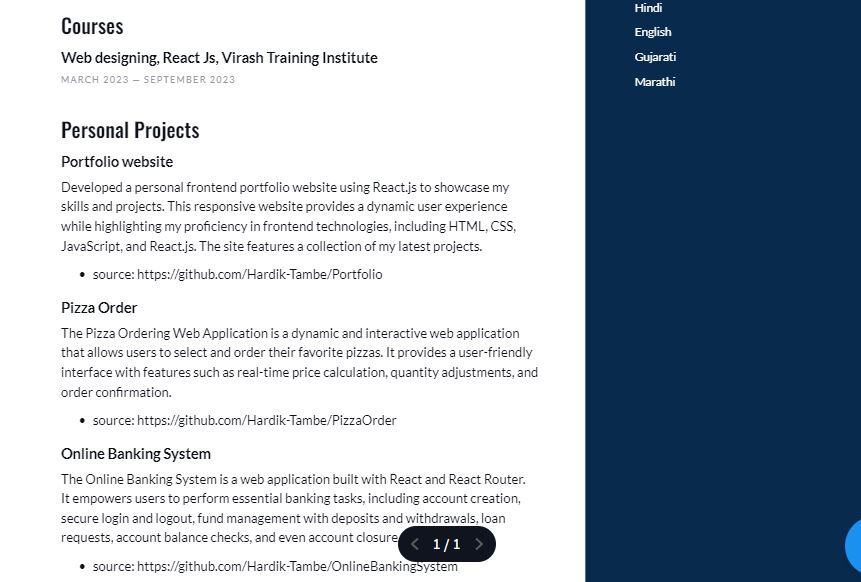 Courses
Web designing, React Js, Virash Training Institute
MARCH 2023 — SEPTEMBER 2023
Personal Projects
Portfolio website
Developed a personal frontend portfolio website using React.js to showcase my
skills and projects. This responsive website provides a dynamic user experience
while highlighting my proficiency in frontend technologies, including HTML, CSS,
JavaScript, and React.js. The site features a collection of my latest projects.
• source: https://github.com/Hardik-Tambe/Portfolio
Pizza Order
The Pizza Ordering Web Application is a dynamic and interactive web application
that allows users to select and order their favorite pizzas. It provides a user-friendly
interface with features such as real-time price calculation, quantity adjustments, and
order confirmation.
• source: https://github.com/Hardik-Tambe/PizzaOrder
Online Banking System
The Online Banking System is a web application built with React and React Router.
It empowers users to perform essential banking tasks, including account creation,
secure login and logout, fund management with deposits and withdrawals, loan
requests, account balance checks, and even account closure
• source: https://github.com/Hardik-Tambe/OnlineBankingSystem
1 / 1
Hindi
English
Gujarati
Marathi